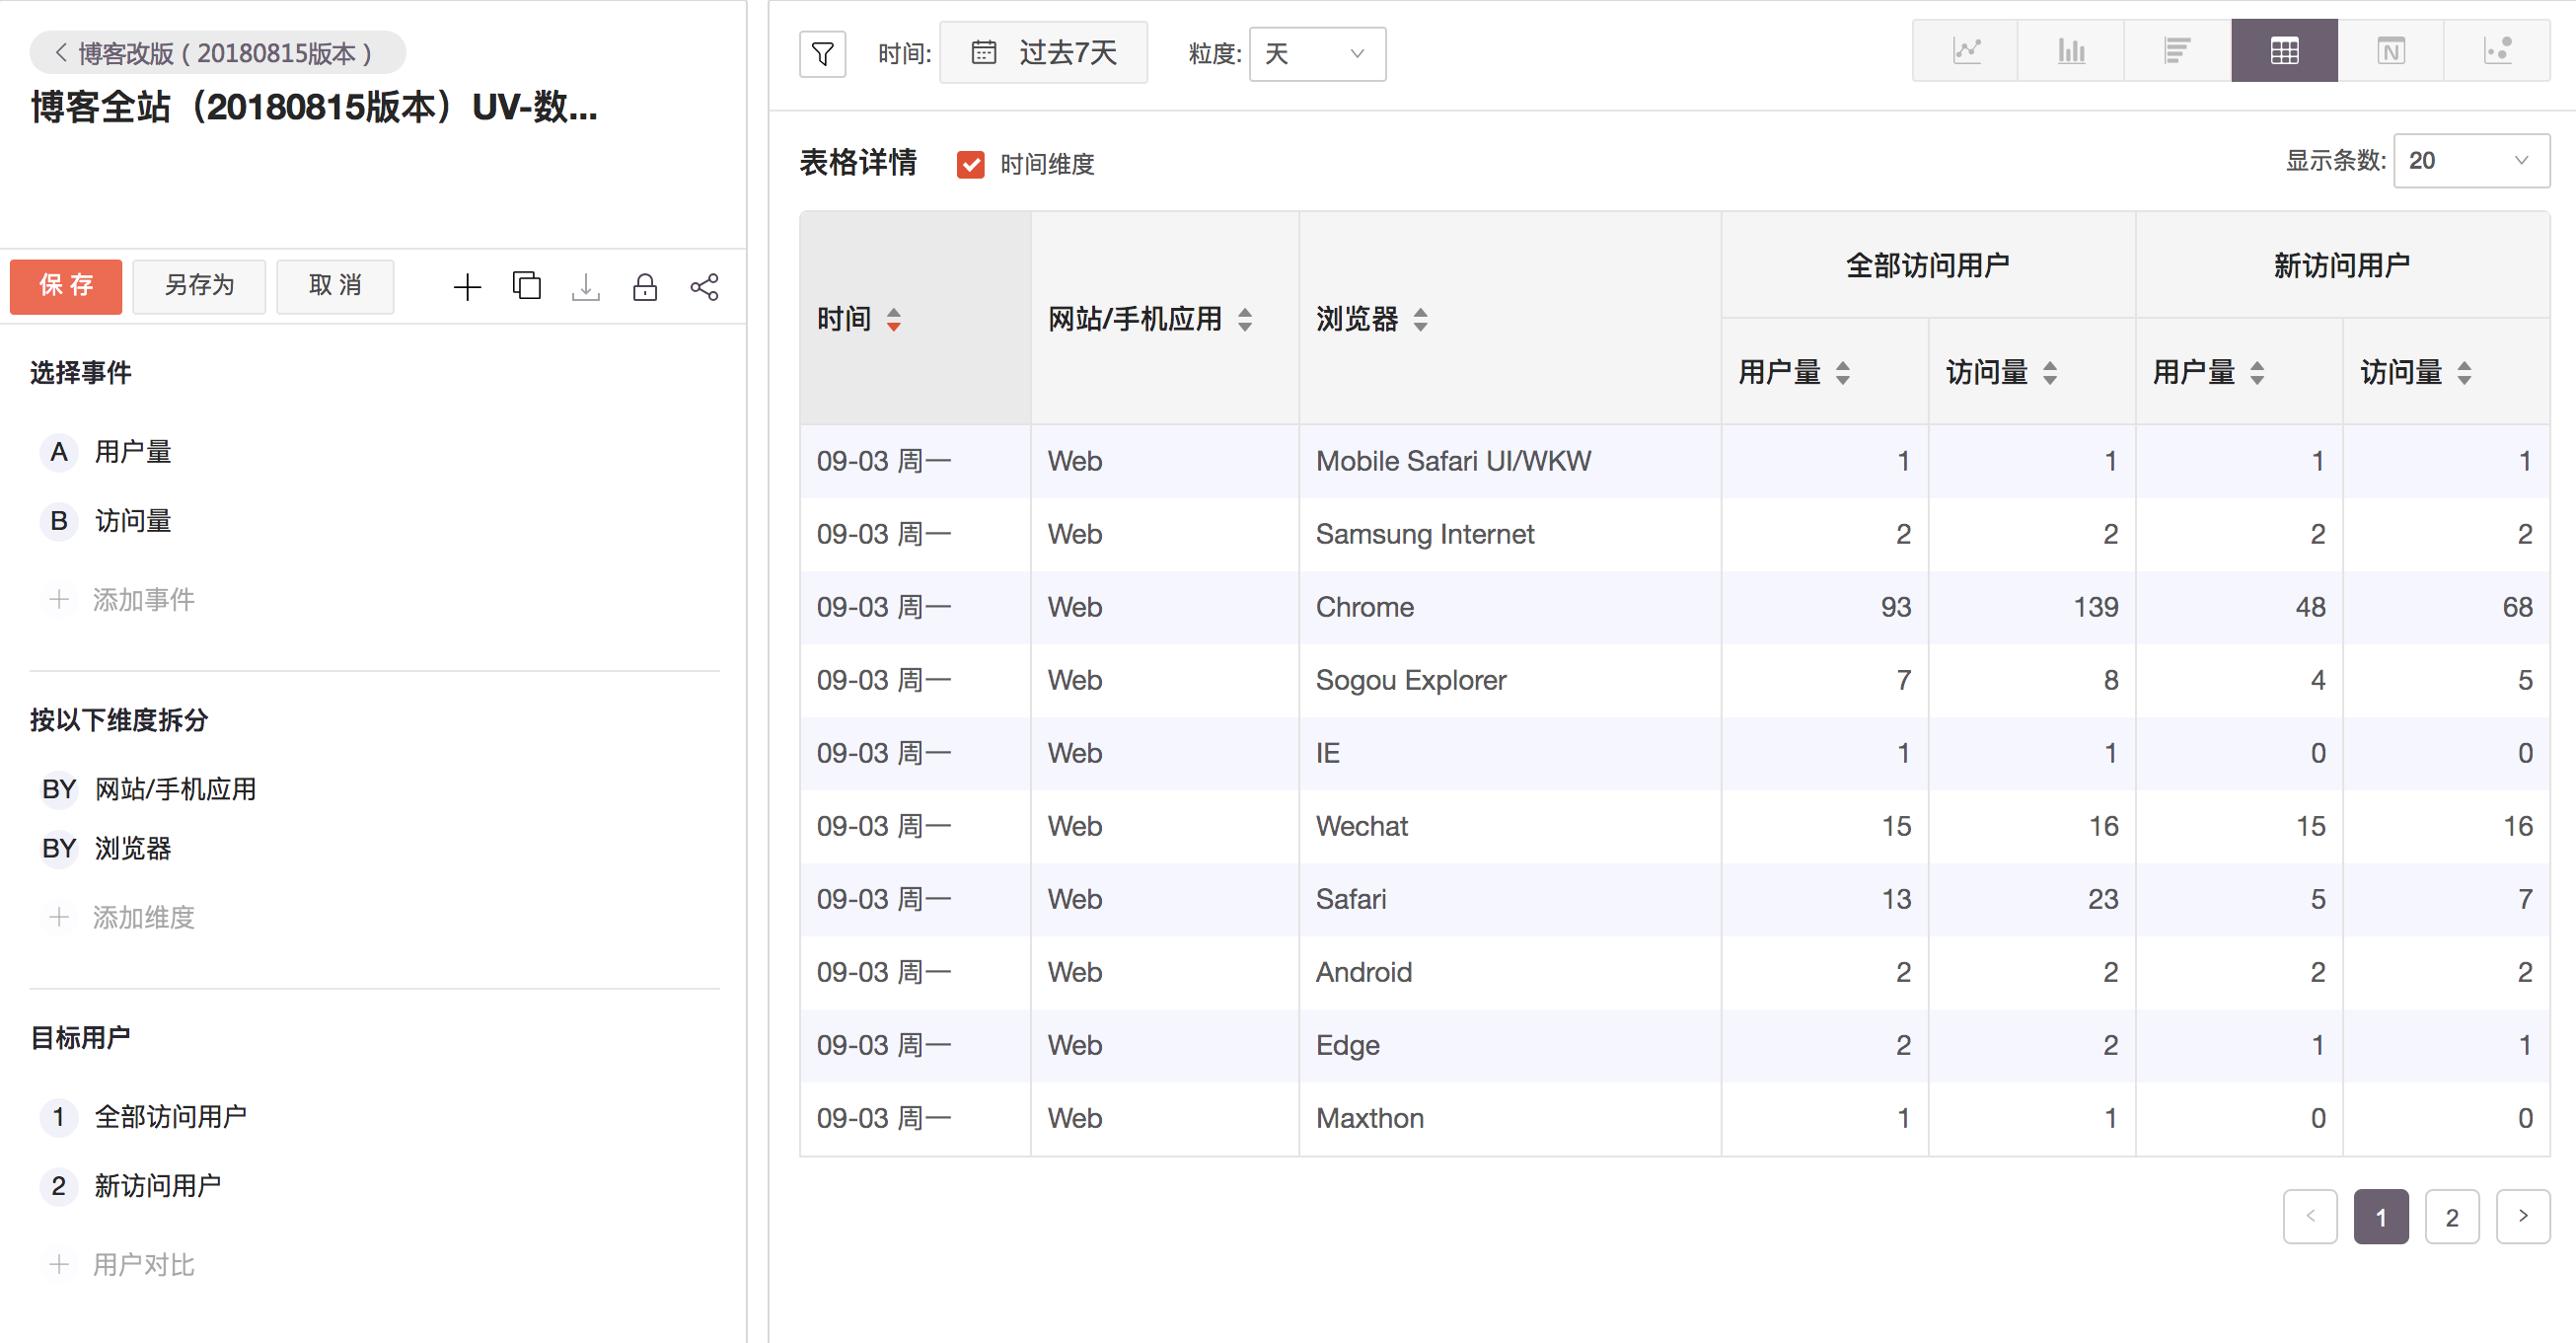 博客改版（20180815版本）
博客全站（20180815版本）UV-数...
保 存
另存为
取 消
选择事件
A 用户量
B 访问量
添加事件
按以下维度拆分
BY 网站/手机应用
BY 浏览器
添加维度
目标用户
1 全部访问用户
2 新访问用户
用户对比
时间: 过去7天 粒度: 天
N
表格详情 时间维度 显示条数: 20
时间 网站/手机应用 浏览器 全部访问用户 新访问用户
用户量 访问量 用户量 访问量
09-03 周一 Web Mobile Safari UI/WKW 1 1 1 1
09-03 周一 Web Samsung Internet 2 2 2 2
09-03 周一 Web Chrome 93 139 48 68
09-03 周一 Web Sogou Explorer 7 8 4 5
09-03 周一 Web IE 1 1 0 0
09-03 周一 Web Wechat 15 16 15 16
09-03 周一 Web Safari 13 23 5 7
09-03 周一 Web Android 2 2 2 2
09-03 周一 Web Edge 2 2 1 1
09-03 周一 Web Maxthon 1 1 0 0
< 1 2 >